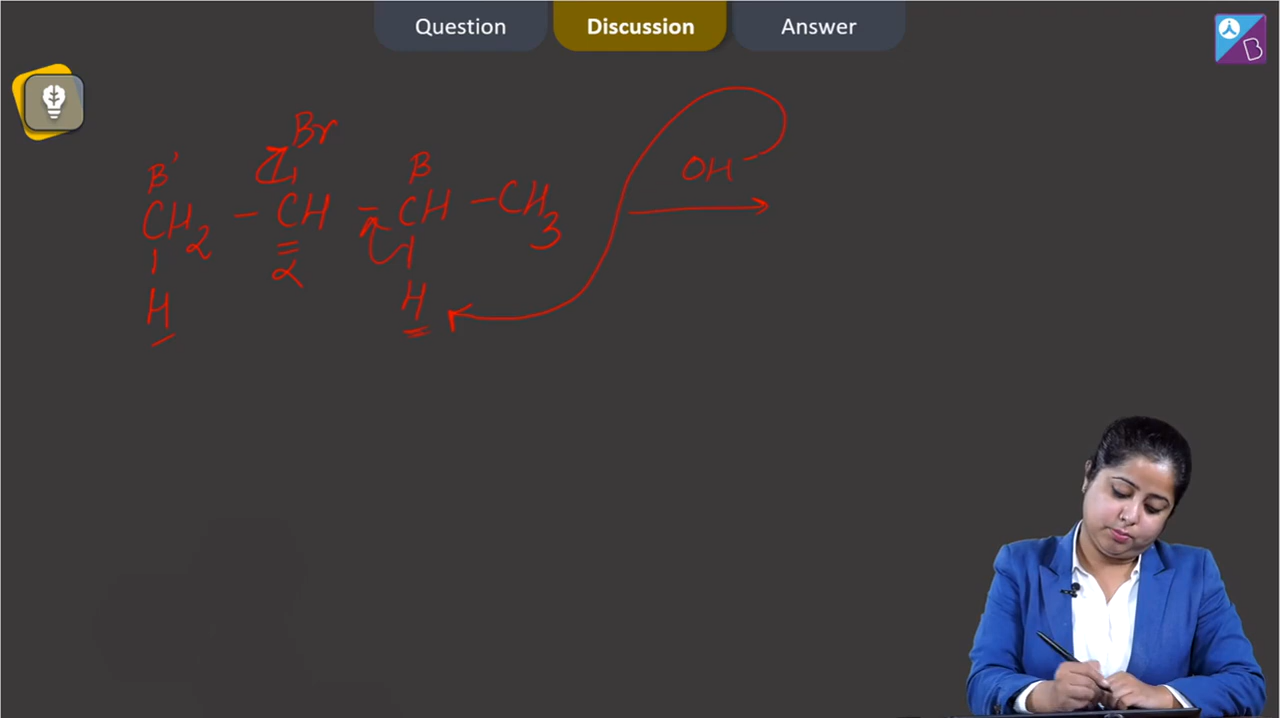 Question Discussion Answer
B
Br
B' B OH
CH2 - CH - CH - CH3
α
H H